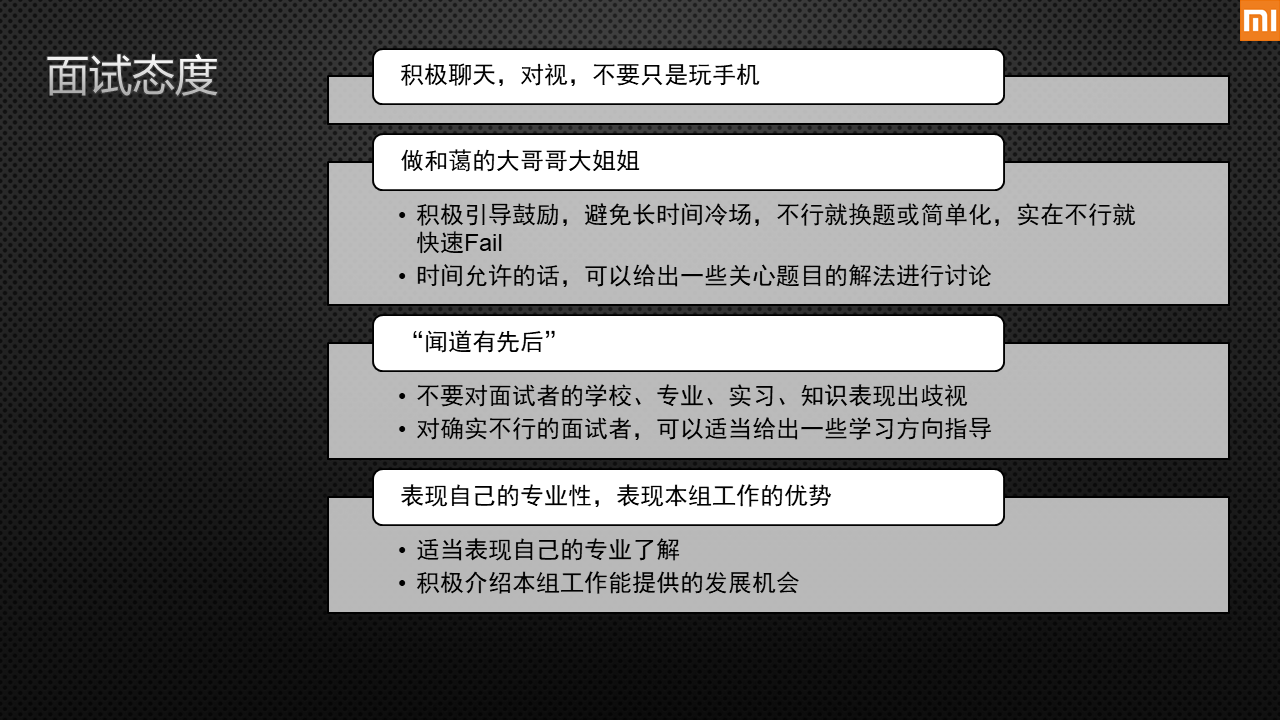 面试态度
积极聊天，对视，不要只是玩手机
做和蔼的大哥哥大姐姐
• 积极引导鼓励，避免长时间冷场，不行就换题或简单化，实在不行就
快速Fail
• 时间允许的话，可以给出一些关心题目的解法进行讨论
“闻道有先后”
• 不要对面试者的学校、专业、实习、知识表现出歧视
• 对确实不行的面试者，可以适当给出一些学习方向指导
表现自己的专业性，表现本组工作的优势
• 适当表现自己的专业了解
• 积极介绍本组工作能提供的发展机会